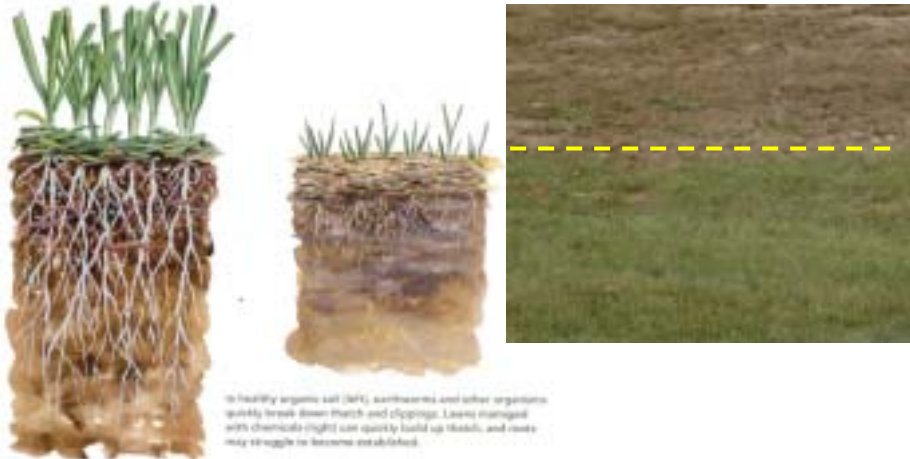 In healthy organic soil (left), earthworms and other organisms
quickly break down thatch and clippings. Lawns managed
with chemicals (right) can quickly build up thatch, and roots
may struggle to become established.